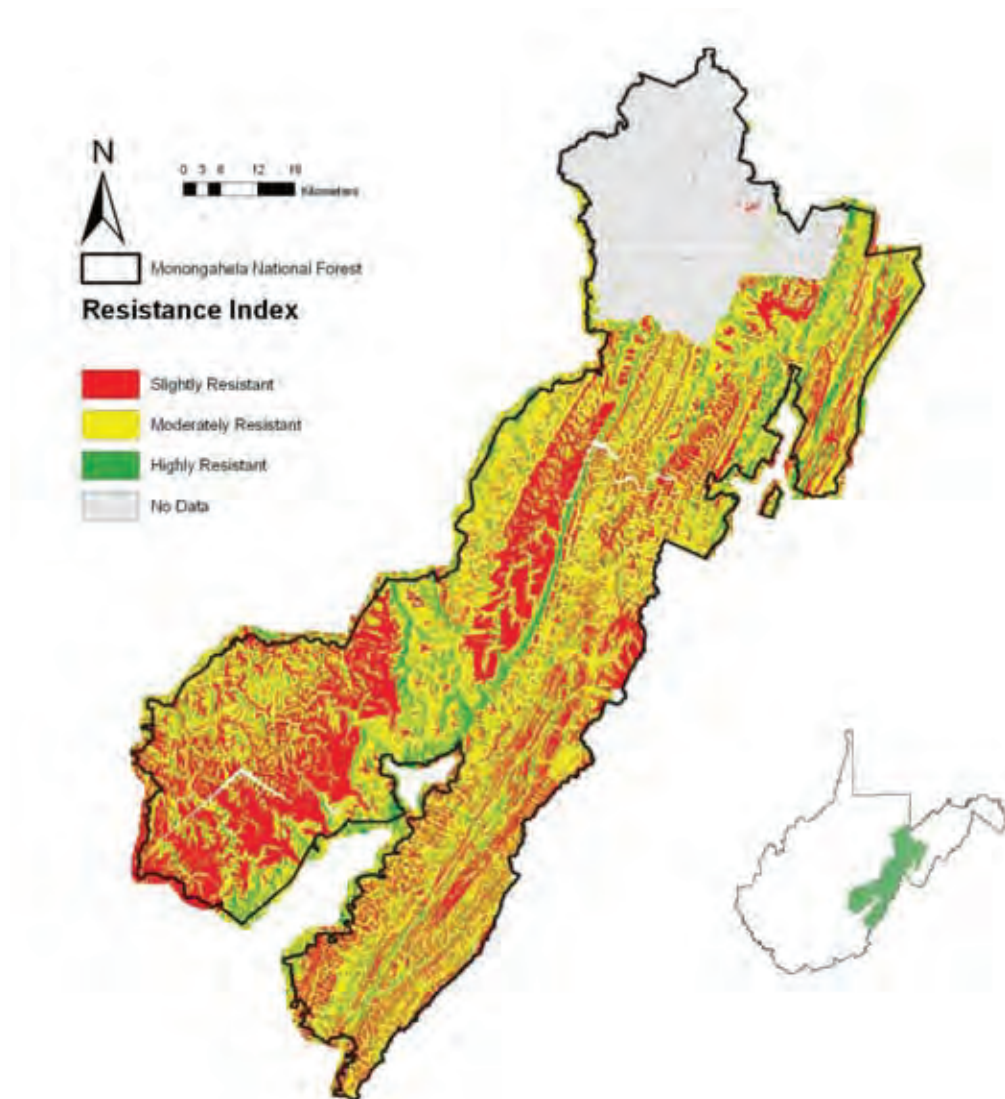 N
0 3 6 12 18
Kilometers
Monongahela National Forest
Resistance Index
Slightly Resistant
Moderately Resistant
Highly Resistant
No Data